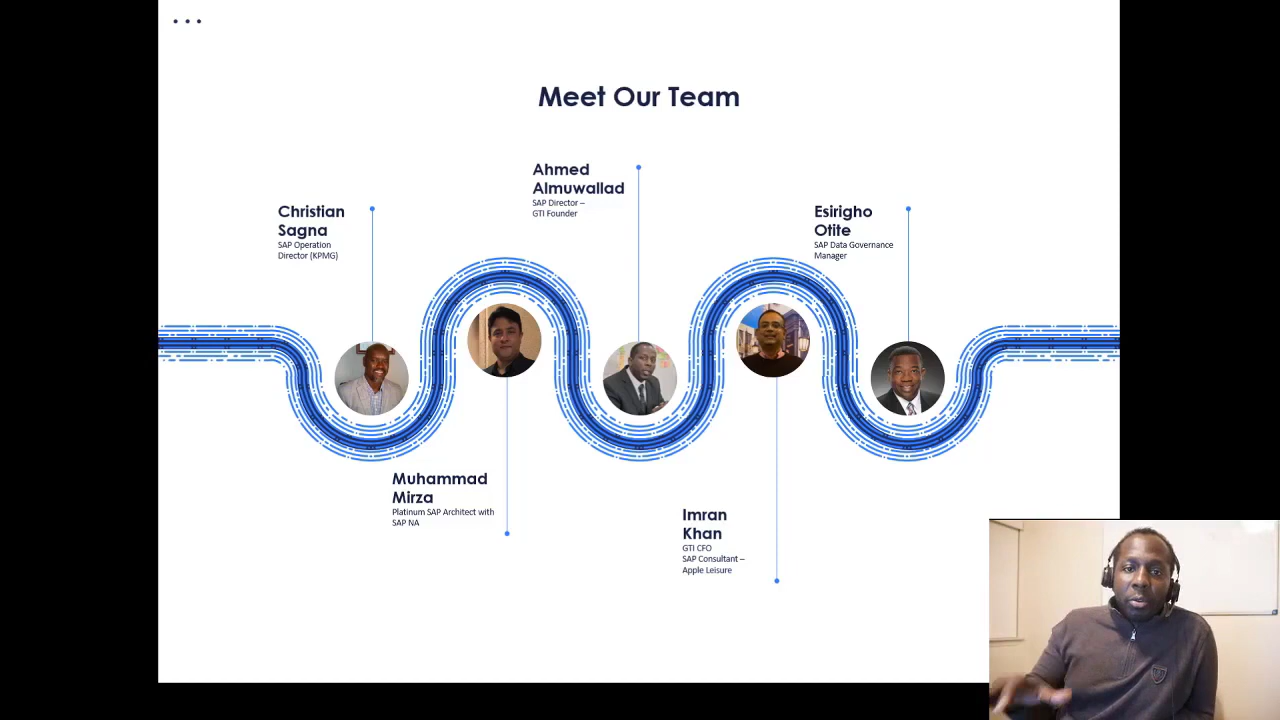 Meet Our Team
Christian
Sagna
SAP Operation
Director (KPMG)
Muhammad
Mirza
Platinum SAP Architect with
SAP NA
Ahmed
Almuwallad
SAP Director –
GTI Founder
Imran
Khan
GTI CFO
SAP Consultant –
Apple Leisure
Esirigho
Otite
SAP Data Governance
Manager